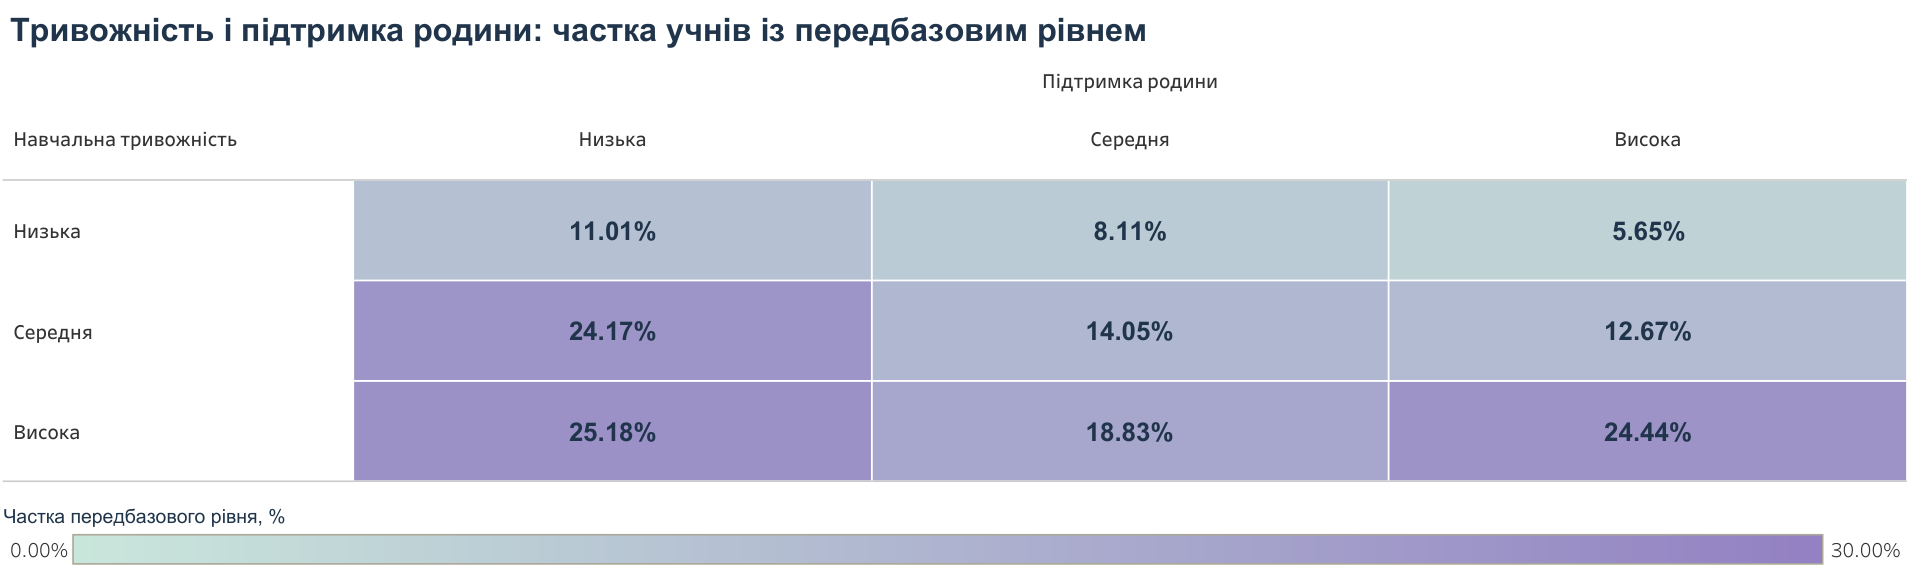 Тривожність і підтримка родини: частка учнів із передбазовим рівнем
Підтримка родини
Навчальна тривожність Низька Середня Висока
Низька 11.01% 8.11% 5.65%
Середня 24.17% 14.05% 12.67%
Висока 25.18% 18.83% 24.44%
Частка передбазового рівня, %
0.00% 30.00%